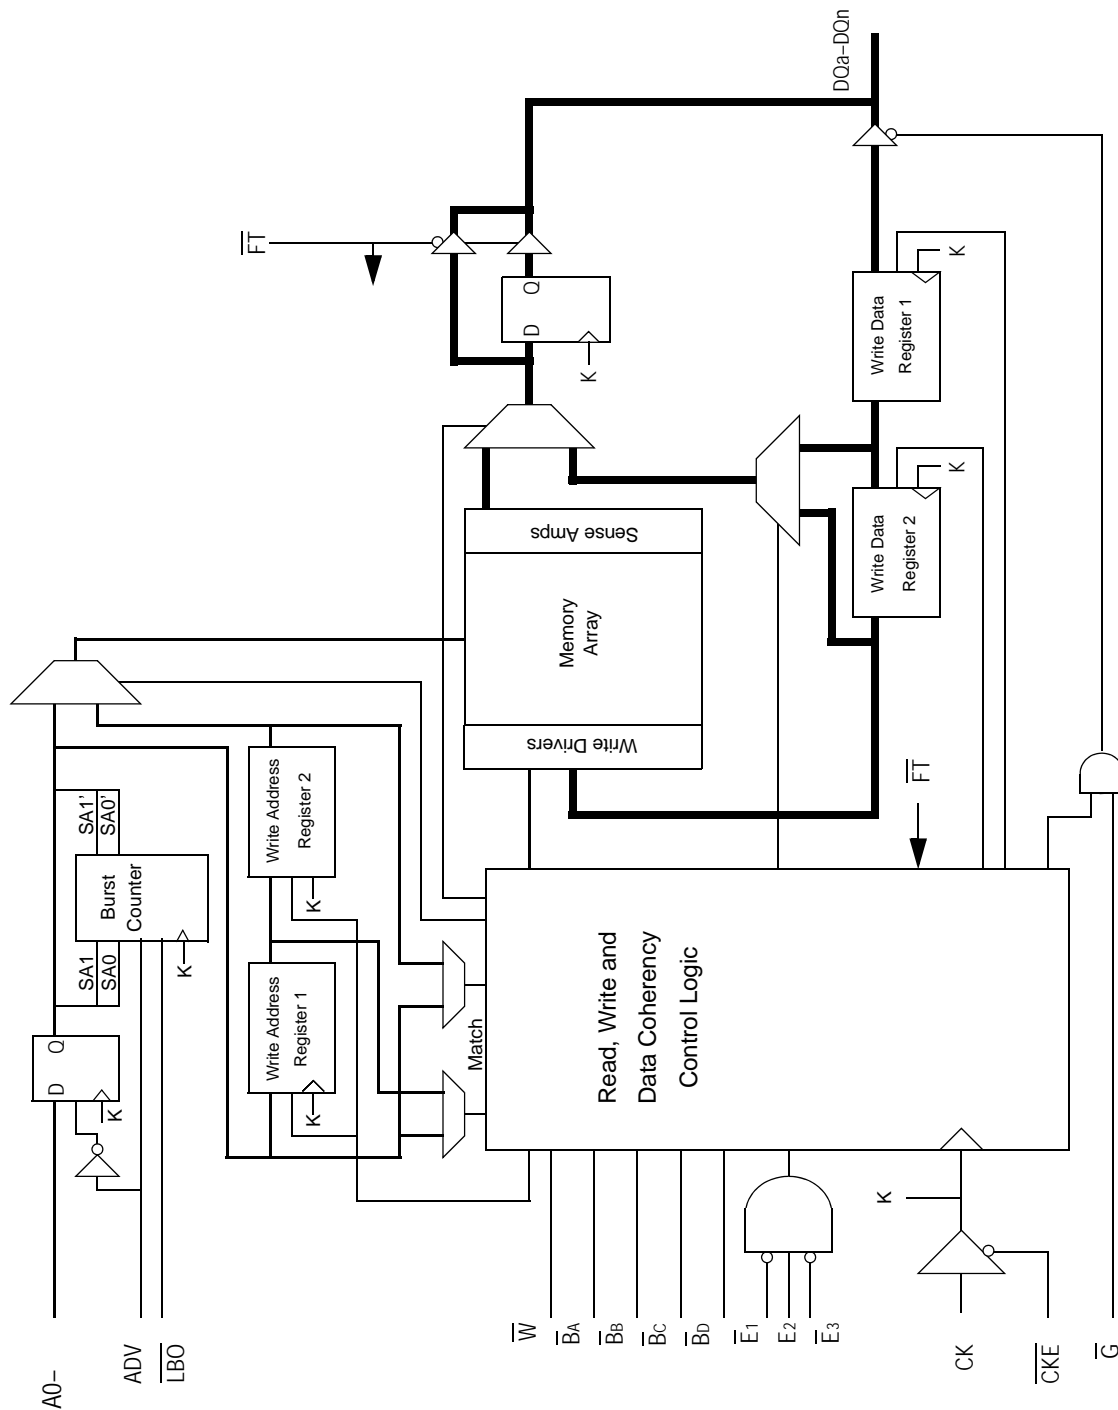 A0–
ADV
LBO
D
Q
K
SA1
SA0
Burst
Counter
SA1’
SA0’
K
Write Address
Register 1
K
Write Address
Register 2
K
Match
FT
Memory
Array
Write Drivers
Sense Amps
D
Q
K
DQa–DQn
Write Data
Register 2
K
Write Data
Register 1
K
Read, Write and
Data Coherency
Control Logic
FT
K
W
BA
BB
BC
BD
E1
E2
E3
CK
CKE
G